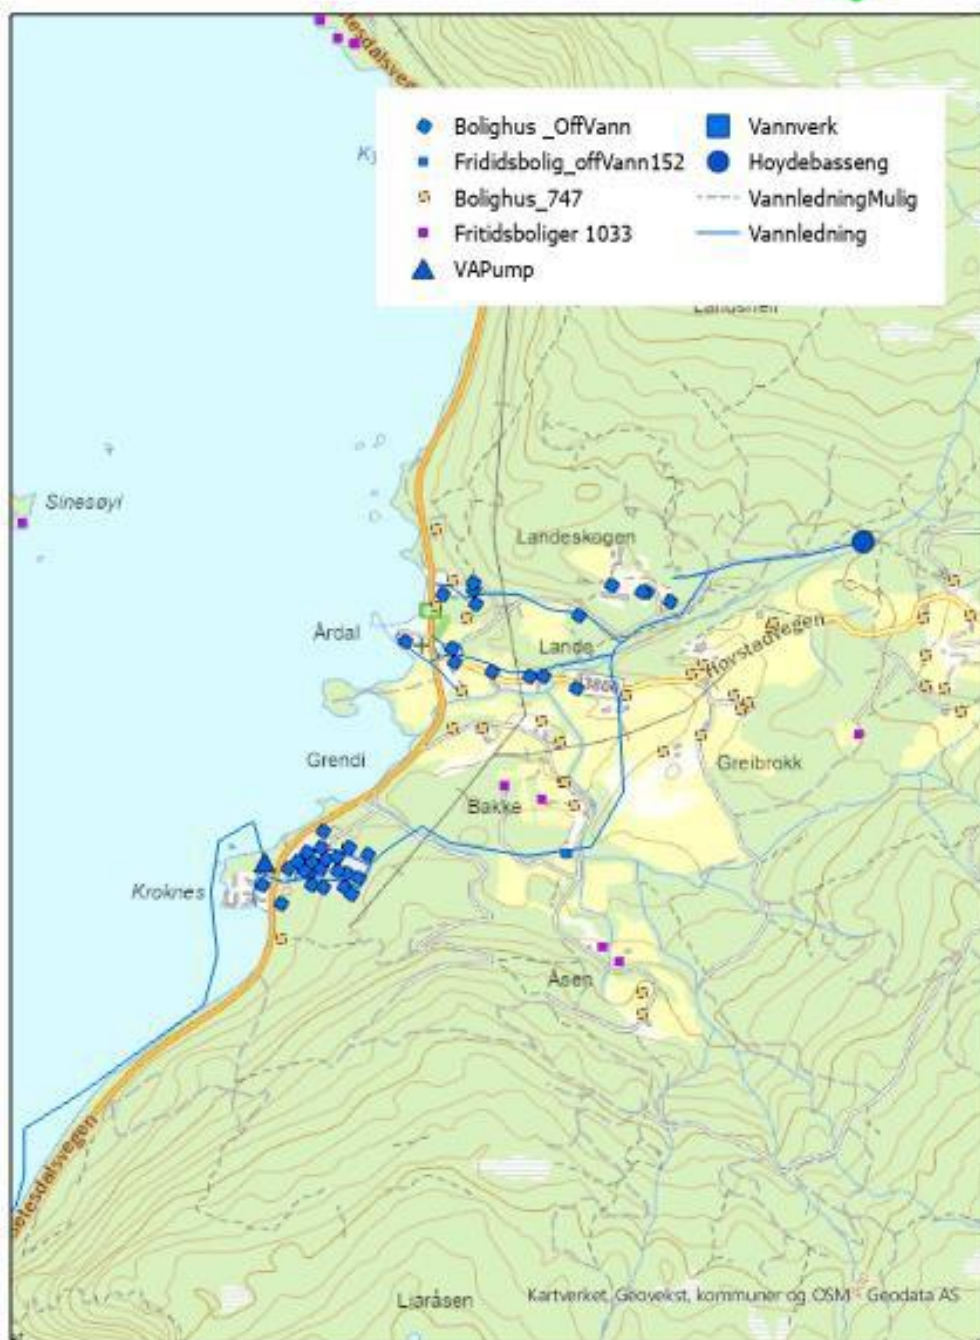 Bolighus _OffVann
Frididsbolig_offVann152
Bolighus_747
Fritidsboliger 1033
VAPump
Vannverk
Hoydebasseng
VannledningMulig
Vannledning
Sinesøyi
Landeskogen
Årdal
Lande
Hovstadvegen
Grendi
Greibrokk
Bakke
Kroknes
Åsen
Liaråsen
Kartverket, Geovekst, kommuner og OSM - Geodata AS